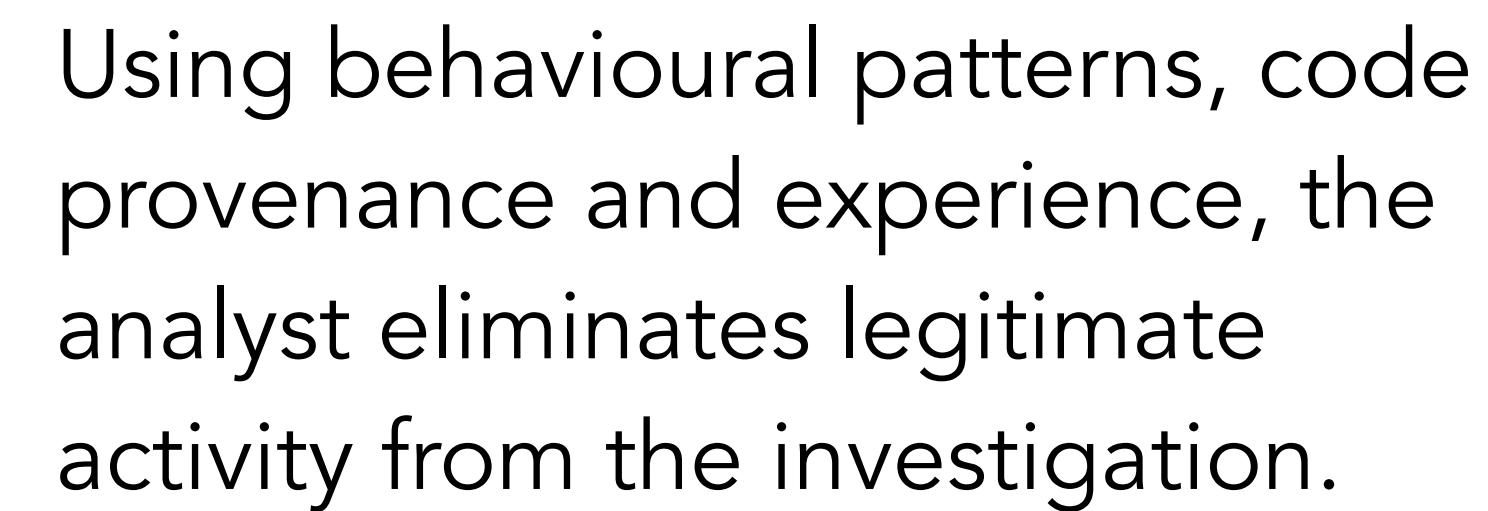 Using behavioural patterns, code
provenance and experience, the
analyst eliminates legitimate
activity from the investigation.